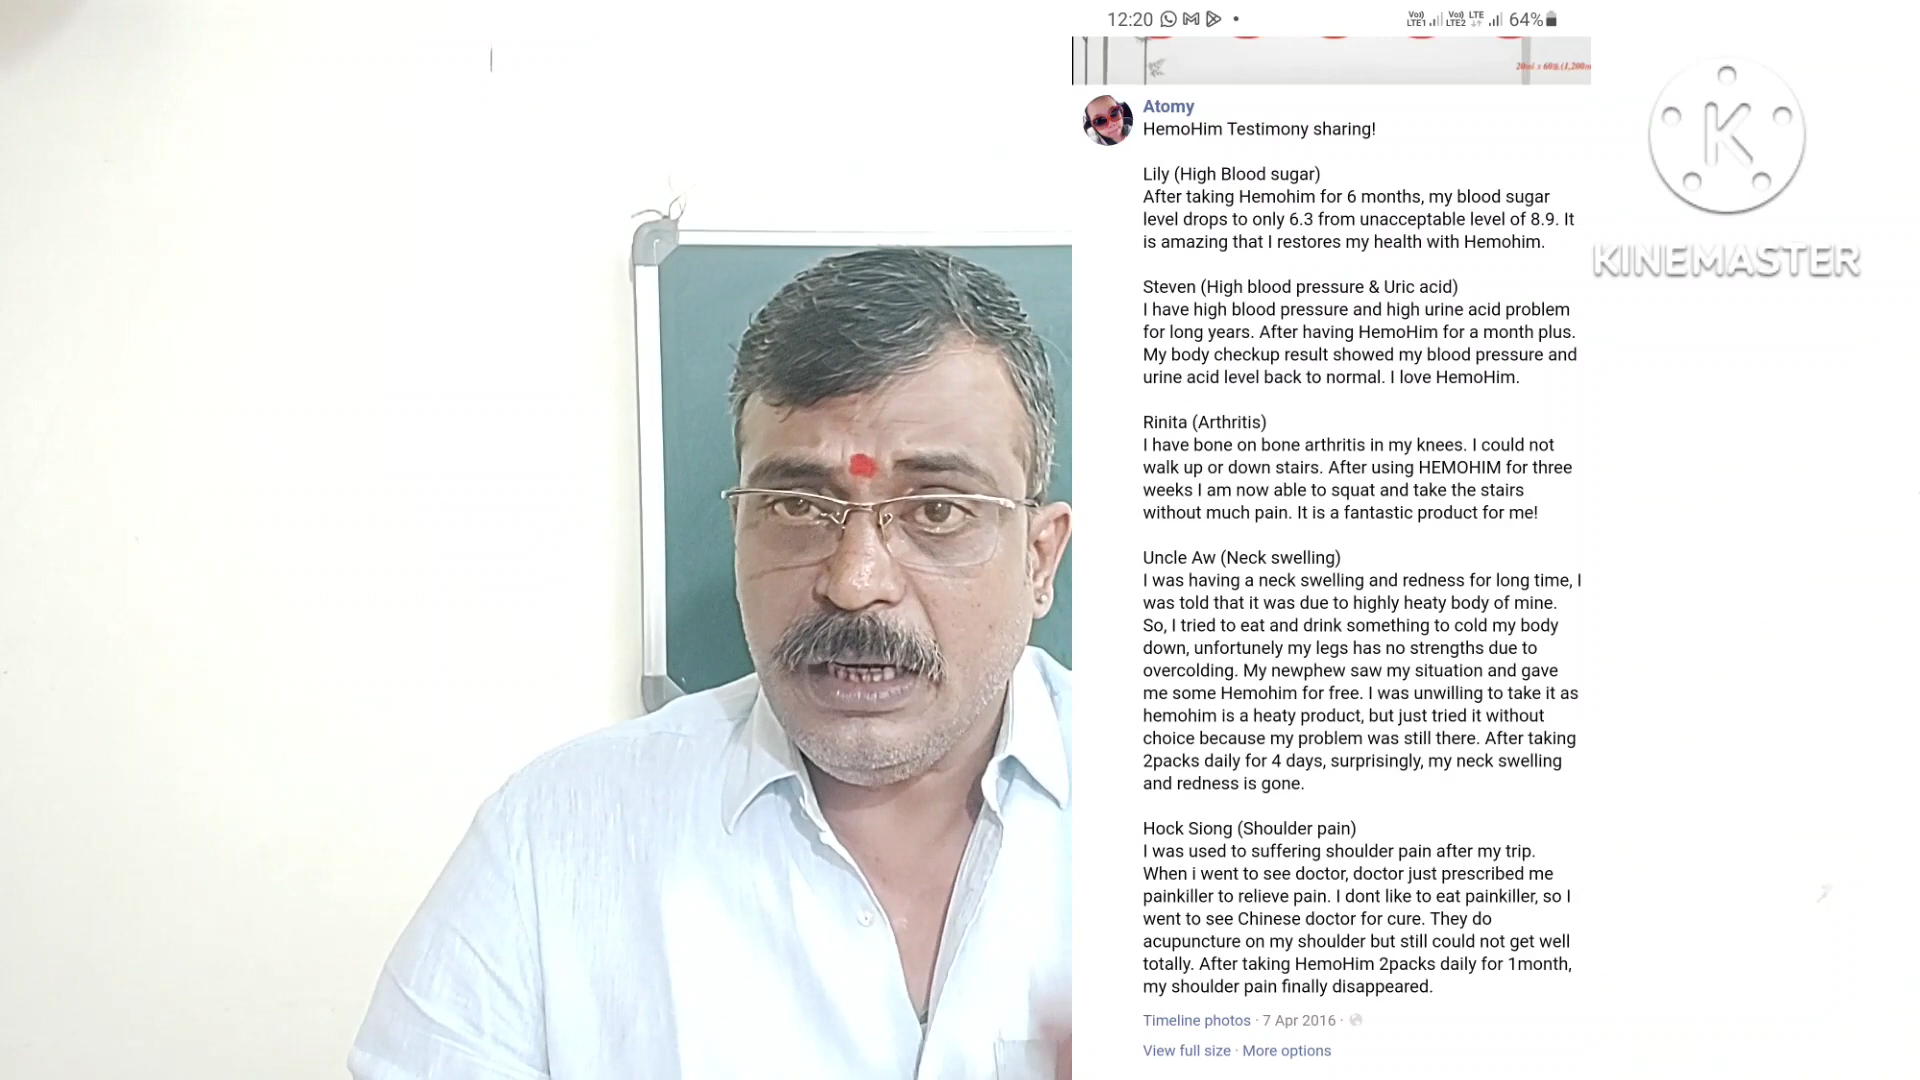 12:20
Vo)) LTE1 Vo)) LTE2 LTE 64%
Atomy
HemoHim Testimony sharing!
Lily (High Blood sugar)
After taking Hemohim for 6 months, my blood sugar
level drops to only 6.3 from unacceptable level of 8.9. It
is amazing that I restores my health with Hemohim.
Steven (High blood pressure & Uric acid)
I have high blood pressure and high urine acid problem
for long years. After having HemoHim for a month plus.
My body checkup result showed my blood pressure and
urine acid level back to normal. I love HemoHim.
Rinita (Arthritis)
I have bone on bone arthritis in my knees. I could not
walk up or down stairs. After using HEMOHIM for three
weeks I am now able to squat and take the stairs
without much pain. It is a fantastic product for me!
Uncle Aw (Neck swelling)
I was having a neck swelling and redness for long time, I
was told that it was due to highly heaty body of mine.
So, I tried to eat and drink something to cold my body
down, unfortunely my legs has no strengths due to
overcolding. My newphew saw my situation and gave
me some Hemohim for free. I was unwilling to take it as
hemohim is a heaty product, but just tried it without
choice because my problem was still there. After taking
2packs daily for 4 days, surprisingly, my neck swelling
and redness is gone.
Hock Siong (Shoulder pain)
I was used to suffering shoulder pain after my trip.
When i went to see doctor, doctor just prescribed me
painkiller to relieve pain. I dont like to eat painkiller, so I
went to see Chinese doctor for cure. They do
acupuncture on my shoulder but still could not get well
totally. After taking HemoHim 2packs daily for 1month,
my shoulder pain finally disappeared.
Timeline photos · 7 Apr 2016 ·
View full size · More options
K
KINEMASTER